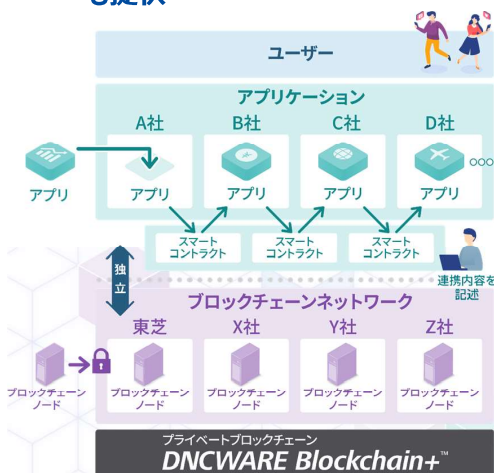 も提供
ユーザー
アプリケーション
A社 B社 C社 D社
アプリ アプリ アプリ アプリ アプリ
スマート
コントラクト
スマート
コントラクト
スマート
コントラクト
連携内容を
記述
独
立
ブロックチェーンネットワーク
東芝 X社 Y社 Z社
ブロックチェーン
ノード
ブロックチェーン
ノード
ブロックチェーン
ノード
ブロックチェーン
ノード
ブロックチェーン
ノード
プライベートブロックチェーン
DNCWARE Blockchain+™